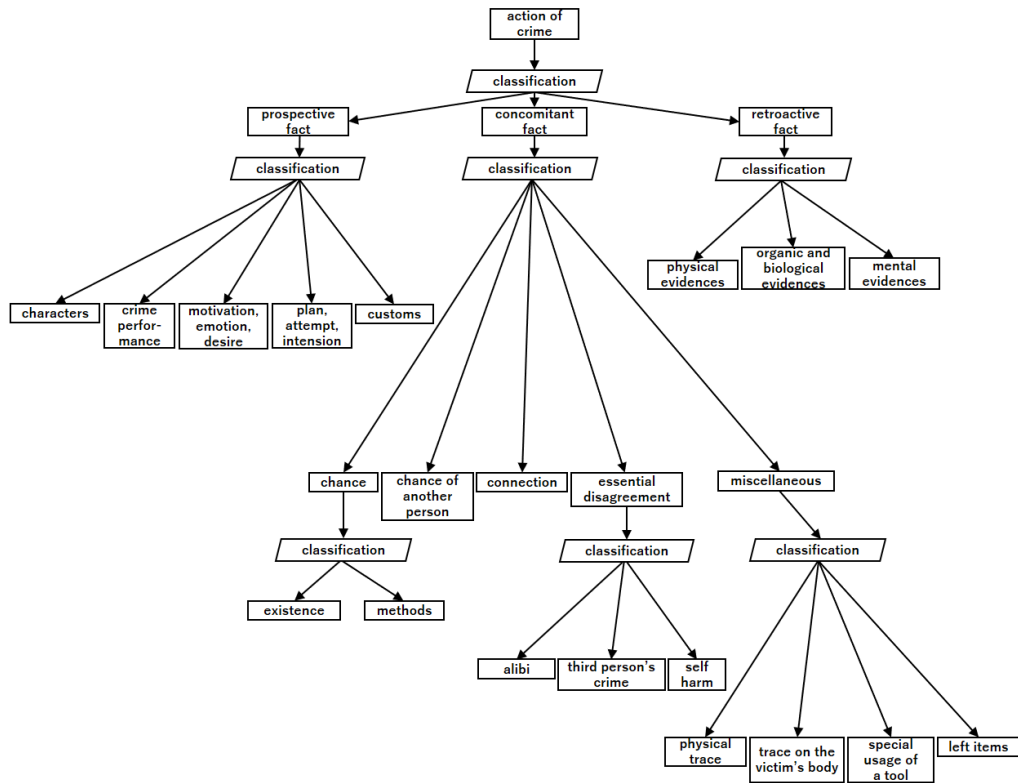 action of
crime
classification
prospective
fact
concomitant
fact
retroactive
fact
classification
classification
classification
physical
evidences
organic and
biological
evidences
mental
evidences
characters
crime
perfor-
mance
motivation,
emotion,
desire
plan,
attempt,
intension
customs
chance
chance of
another
person
connection
essential
disagreement
miscellaneous
classification
classification
classification
existence
methods
alibi
third person's
crime
self
harm
physical
trace
trace on the
victim's body
special
usage of
a tool
left items